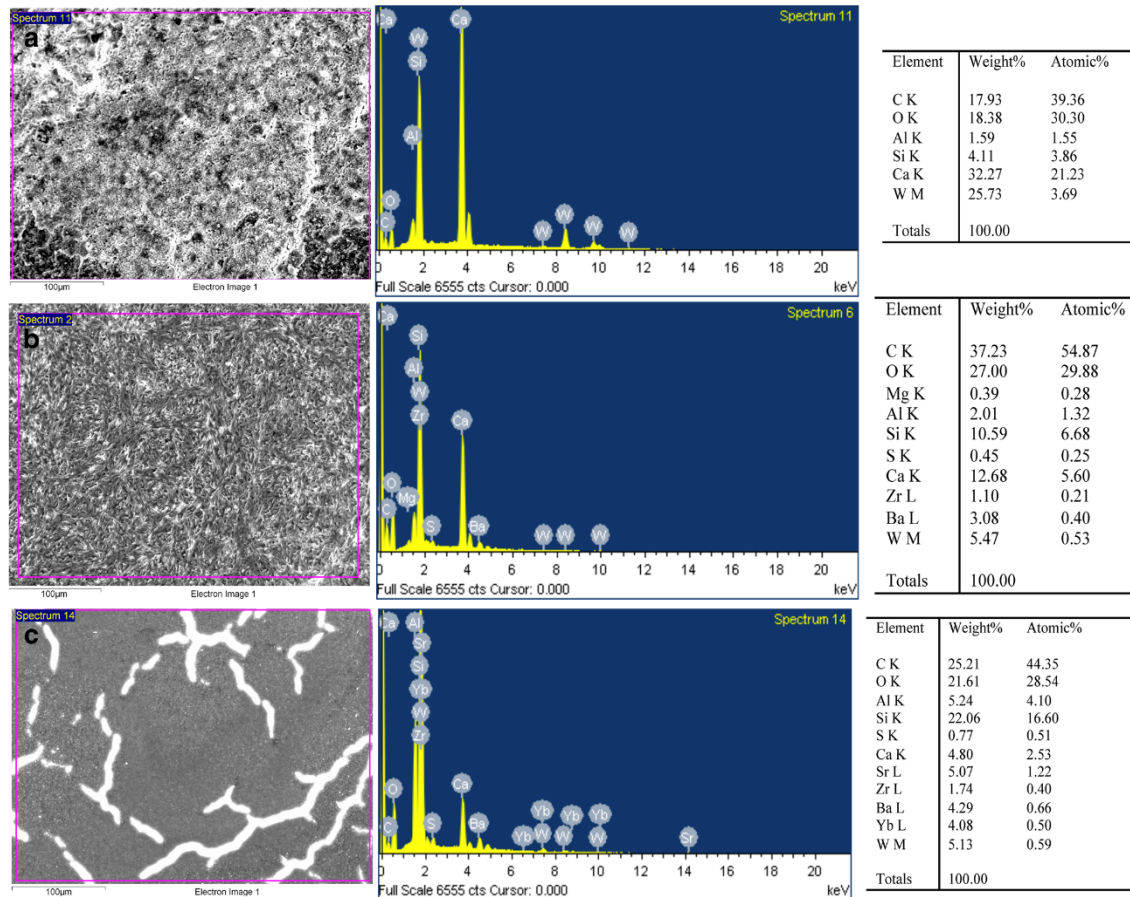 Spectrum 11
a
100µm Electron Image 1
Spectrum 11
Ca
W
Si
Al
O
C
Ca
W W W W
0 2 4 6 8 10 12 14 16 18 20
Full Scale 6555 cts Cursor: 0.000 keV
Element Weight% Atomic%
C K 17.93 39.36
O K 18.38 30.30
Al K 1.59 1.55
Si K 4.11 3.86
Ca K 32.27 21.23
W M 25.73 3.69
Totals 100.00
Spectrum 2
b
100µm Electron Image 1
Spectrum 6
Ca
Si
Al
W
Zr
O
Mg
C
S
Ca
Ba
W W W
0 2 4 6 8 10 12 14 16 18 20
Full Scale 6555 cts Cursor: 0.000 keV
Element Weight% Atomic%
C K 37.23 54.87
O K 27.00 29.88
Mg K 0.39 0.28
Al K 2.01 1.32
Si K 10.59 6.68
S K 0.45 0.25
Ca K 12.68 5.60
Zr L 1.10 0.21
Ba L 3.08 0.40
W M 5.47 0.53
Totals 100.00
Spectrum 14
c
100µm Electron Image 1
Spectrum 14
Ca Al
Sr
Si
Yb
W
Zr
O
C
S
Ca
Ba
Yb Yb Yb
Yb W W W Sr
0 2 4 6 8 10 12 14 16 18 20
Full Scale 6555 cts Cursor: 0.000 keV
Element Weight% Atomic%
C K 25.21 44.35
O K 21.61 28.54
Al K 5.24 4.10
Si K 22.06 16.60
S K 0.77 0.51
Ca K 4.80 2.53
Sr L 5.07 1.22
Zr L 1.74 0.40
Ba L 4.29 0.66
Yb L 4.08 0.50
W M 5.13 0.59
Totals 100.00